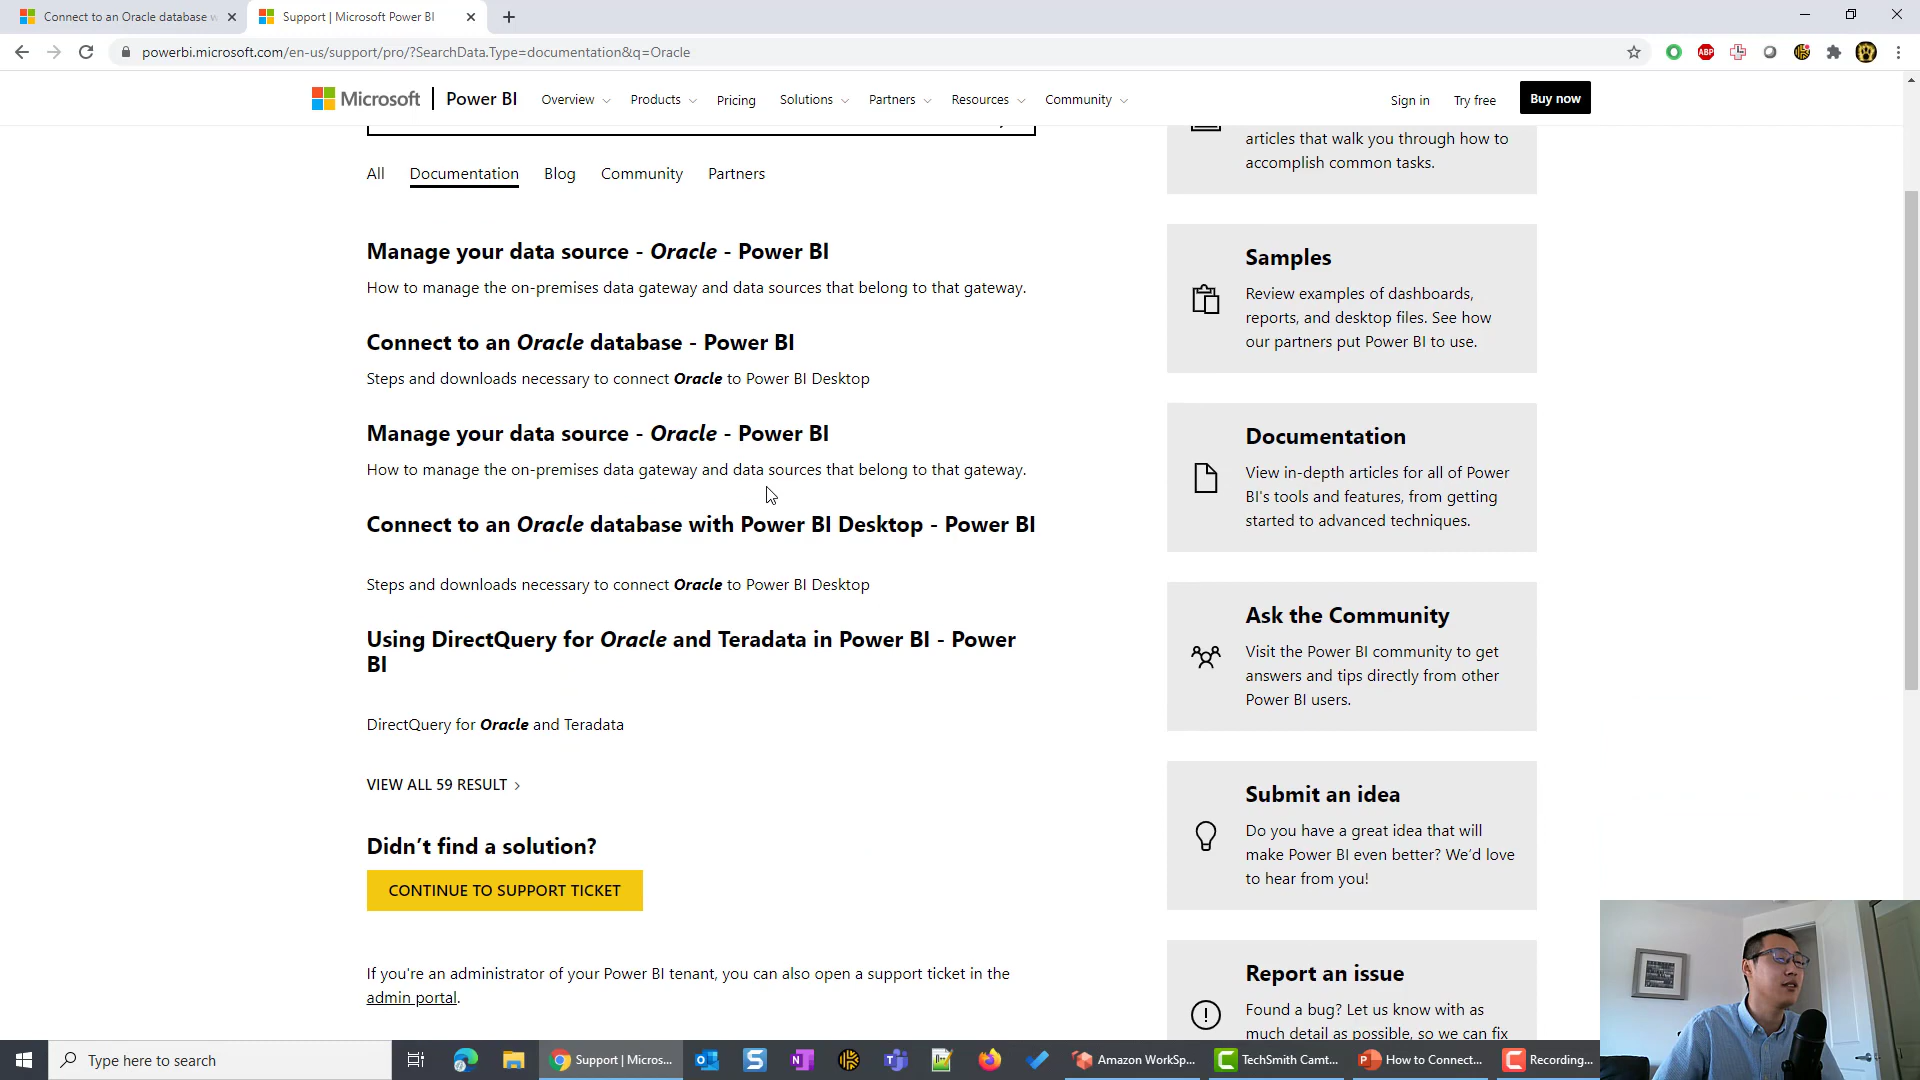 Connect to an Oracle database w
Support | Microsoft Power BI
powerbi.microsoft.com/en-us/support/pro/?SearchData.Type=documentation&q=Oracle
ABP
Microsoft
Power BI
Overview
Products
Pricing
Solutions
Partners
Resources
Community
Sign in
Try free
Buy now
All
Documentation
Blog
Community
Partners
Manage your data source - Oracle - Power BI
How to manage the on-premises data gateway and data sources that belong to that gateway.
Connect to an Oracle database - Power BI
Steps and downloads necessary to connect Oracle to Power BI Desktop
Manage your data source - Oracle - Power BI
How to manage the on-premises data gateway and data sources that belong to that gateway.
Connect to an Oracle database with Power BI Desktop - Power BI
Steps and downloads necessary to connect Oracle to Power BI Desktop
Using DirectQuery for Oracle and Teradata in Power BI - Power
BI
DirectQuery for Oracle and Teradata
VIEW ALL 59 RESULT
Didn’t find a solution?
CONTINUE TO SUPPORT TICKET
If you're an administrator of your Power BI tenant, you can also open a support ticket in the
admin portal.
articles that walk you through how to
accomplish common tasks.
Samples
Review examples of dashboards,
reports, and desktop files. See how
our partners put Power BI to use.
Documentation
View in-depth articles for all of Power
BI's tools and features, from getting
started to advanced techniques.
Ask the Community
Visit the Power BI community to get
answers and tips directly from other
Power BI users.
Submit an idea
Do you have a great idea that will
make Power BI even better? We’d love
to hear from you!
Report an issue
Found a bug? Let us know with as
much detail as possible, so we can fix
Type here to search
Support | Micros...
Amazon WorkSp...
TechSmith Camt...
How to Connect...
Recording...